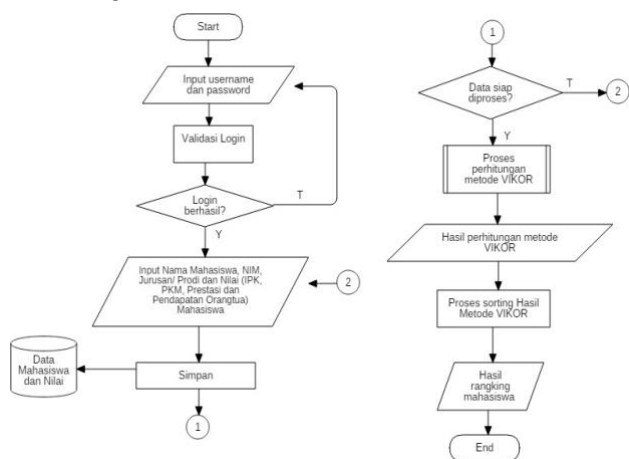 Start
Input username
dan password
Validasi Login
Login
berhasil?
T
Y
Input Nama Mahasiswa, NIM,
Jurusan/ Prodi dan Nilai (IPK,
PKM, Prestasi dan
Pendapatan Orangtua)
Mahasiswa
2
Data
Mahasiswa
dan Nilai
Simpan
1
1
Data siap
diproses?
T
2
Y
Proses
perhitungan
metode VIKOR
Hasil perhitungan metode
VIKOR
Proses sorting Hasil
Metode VIKOR
Hasil
rangking
mahasiswa
End